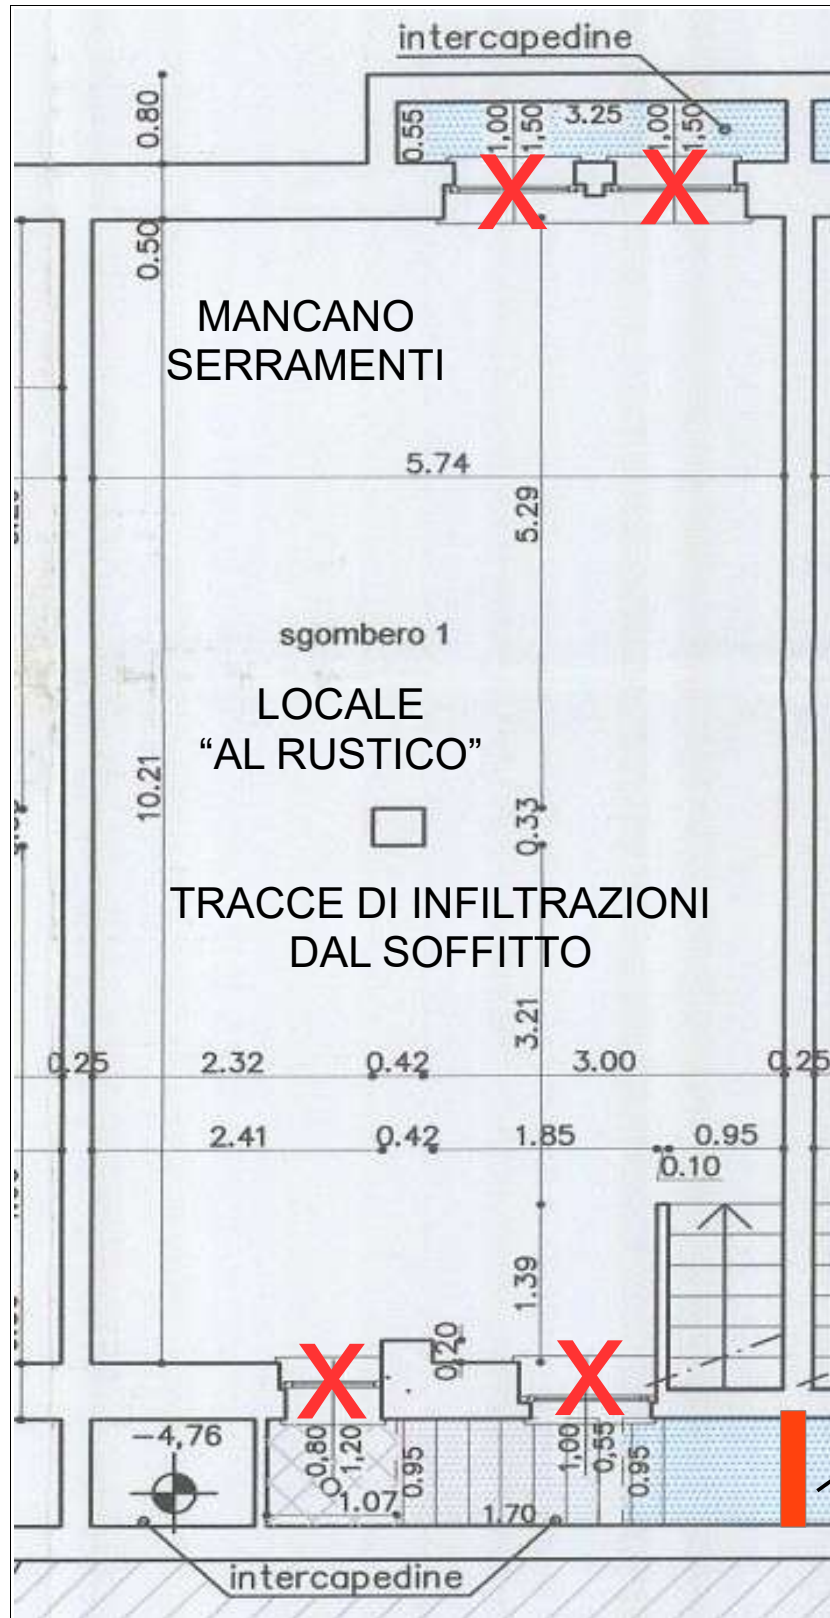 intercapedine
0.80
0.55
1,00
1,50
3.25
1,00
1,50
X
X
0.50
MANCANO
SERRAMENTI
5.74
5.29
sgombero 1
LOCALE
“AL RUSTICO”
10.21
0.33
TRACCE DI INFILTRAZIONI
DAL SOFFITTO
3.21
0.25
2.32
0.42
3.00
0.25
2.41
0.42
1.85
0.95
0.10
1.39
0.20
X
X
-4,76
0,80
1,20
0.95
1,00
0,55
0.95
1.07
1.70
intercapedine